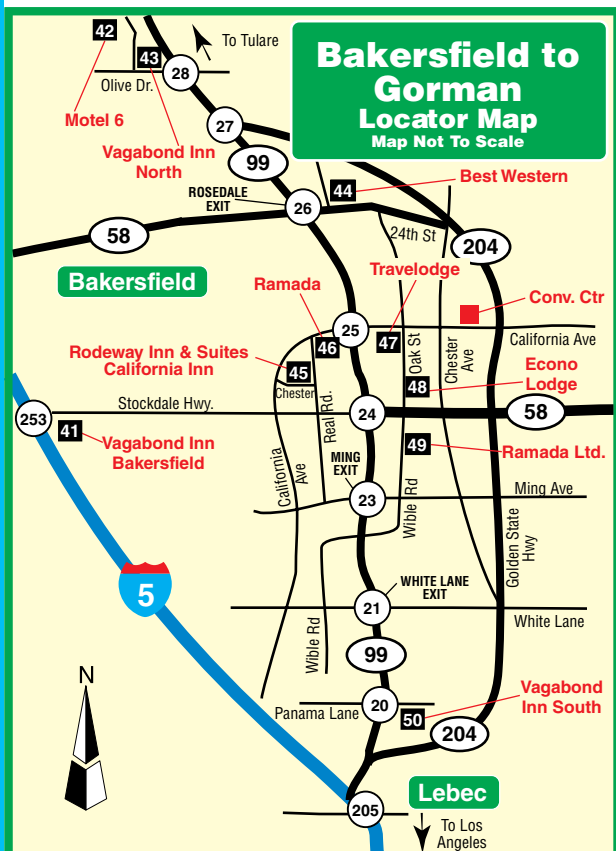 Bakersfield to
Gorman
Locator Map
Map Not To Scale
42
43
To Tulare
28
Olive Dr.
Motel 6
27
Vagabond Inn
North
99
ROSEDALE
EXIT
26
44
Best Western
58
24th St
204
Bakersfield
Travelodge
Ramada
Conv. Ctr
25
46
47
Oak St
Chester
Ave
California Ave
Rodeway Inn & Suites
California Inn
45
Chester
48
Econo
Lodge
Stockdale Hwy.
Real Rd.
24
58
253
41
Vagabond Inn
Bakersfield
49
Ramada Ltd.
California
Ave
MING
EXIT
23
Wible Rd
Ming Ave
Golden State
Hwy
5
WHITE LANE
EXIT
21
White Lane
Wible Rd
99
N
20
Panama Lane
50
Vagabond
Inn South
204
Lebec
205
To Los
Angeles